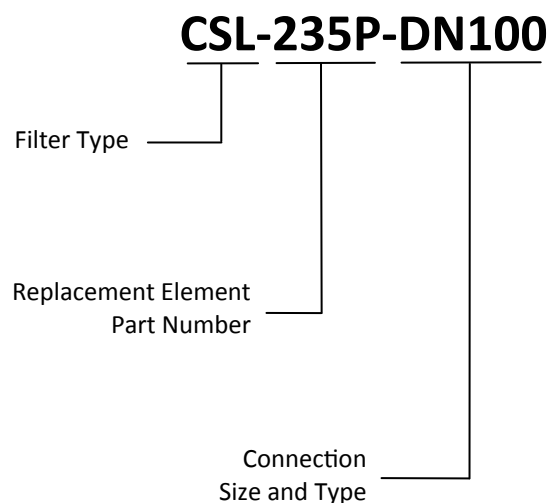 CSL-235P-DN100
Filter Type
Replacement Element
Part Number
Connection
Size and Type